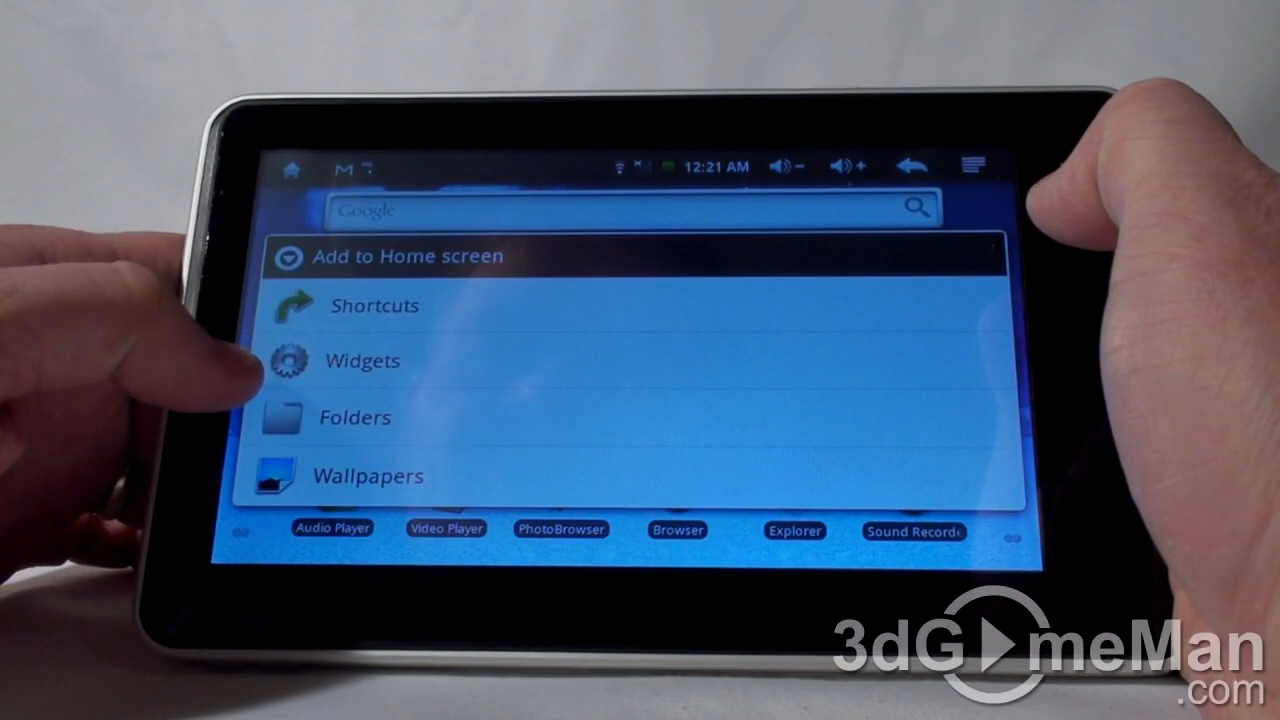 12:21 AM
Google
Add to Home screen
Shortcuts
Widgets
Folders
Wallpapers
Audio Player Video Player PhotoBrowser Browser Explorer Sound Recorde
3dGameMan
.com